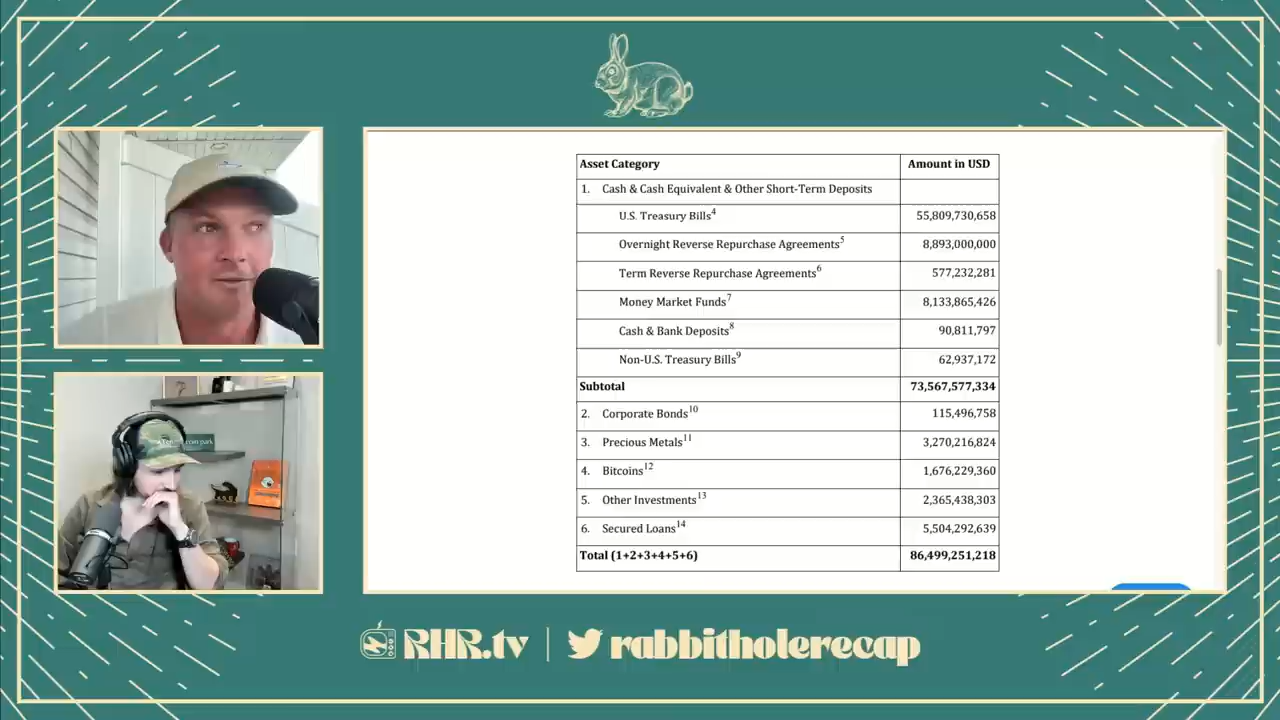 Asset Category Amount in USD
1. Cash & Cash Equivalent & Other Short-Term Deposits
U.S. Treasury Bills4 55,809,730,658
Overnight Reverse Repurchase Agreements5 8,893,000,000
Term Reverse Repurchase Agreements6 577,232,281
Money Market Funds7 8,133,865,426
Cash & Bank Deposits8 90,811,797
Non-U.S. Treasury Bills9 62,937,172
Subtotal 73,567,577,334
2. Corporate Bonds10 115,496,758
3. Precious Metals11 3,270,216,824
4. Bitcoins12 1,676,229,360
5. Other Investments13 2,365,438,303
6. Secured Loans14 5,504,292,639
Total (1+2+3+4+5+6) 86,499,251,218
RHR.tv | rabbitholerecap